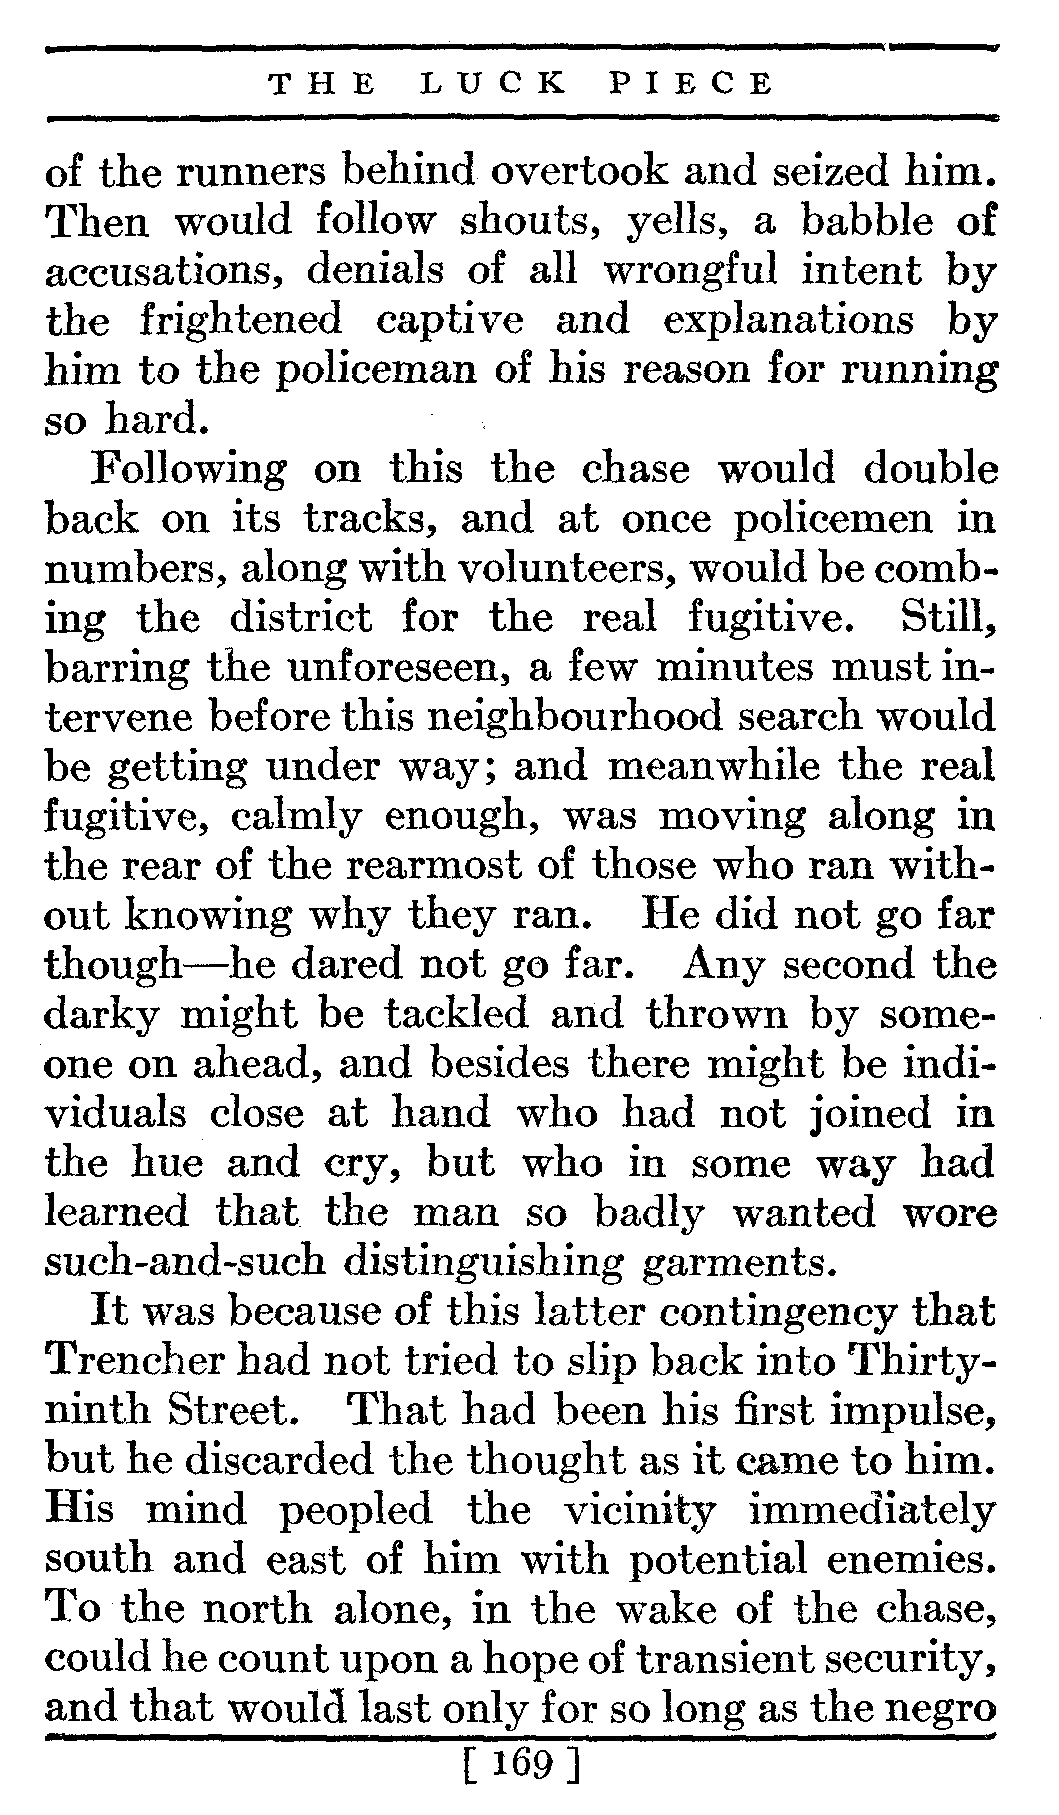 THE LUCK PIECE
of the runners behind overtook and seized him.
Then would follow shouts, yells, a babble of
accusations, denials of all wrongful intent by
the frightened captive and explanations by
him to the policeman of his reason for running
so hard.
Following on this the chase would double
back on its tracks, and at once policemen in
numbers, along with volunteers, would be comb-
ing the district for the real fugitive. Still,
barring the unforeseen, a few minutes must in-
tervene before this neighbourhood search would
be getting under way; and meanwhile the real
fugitive, calmly enough, was moving along in
the rear of the rearmost of those who ran with-
out knowing why they ran. He did not go far
though—he dared not go far. Any second the
darky might be tackled and thrown by some-
one on ahead, and besides there might be indi-
viduals close at hand who had not joined in
the hue and cry, but who in some way had
learned that the man so badly wanted wore
such-and-such distinguishing garments.
It was because of this latter contingency that
Trencher had not tried to slip back into Thirty-
ninth Street. That had been his first impulse,
but he discarded the thought as it came to him.
His mind peopled the vicinity immediately
south and east of him with potential enemies.
To the north alone, in the wake of the chase,
could he count upon a hope of transient security,
and that would last only for so long as the negro
[ 169 ]